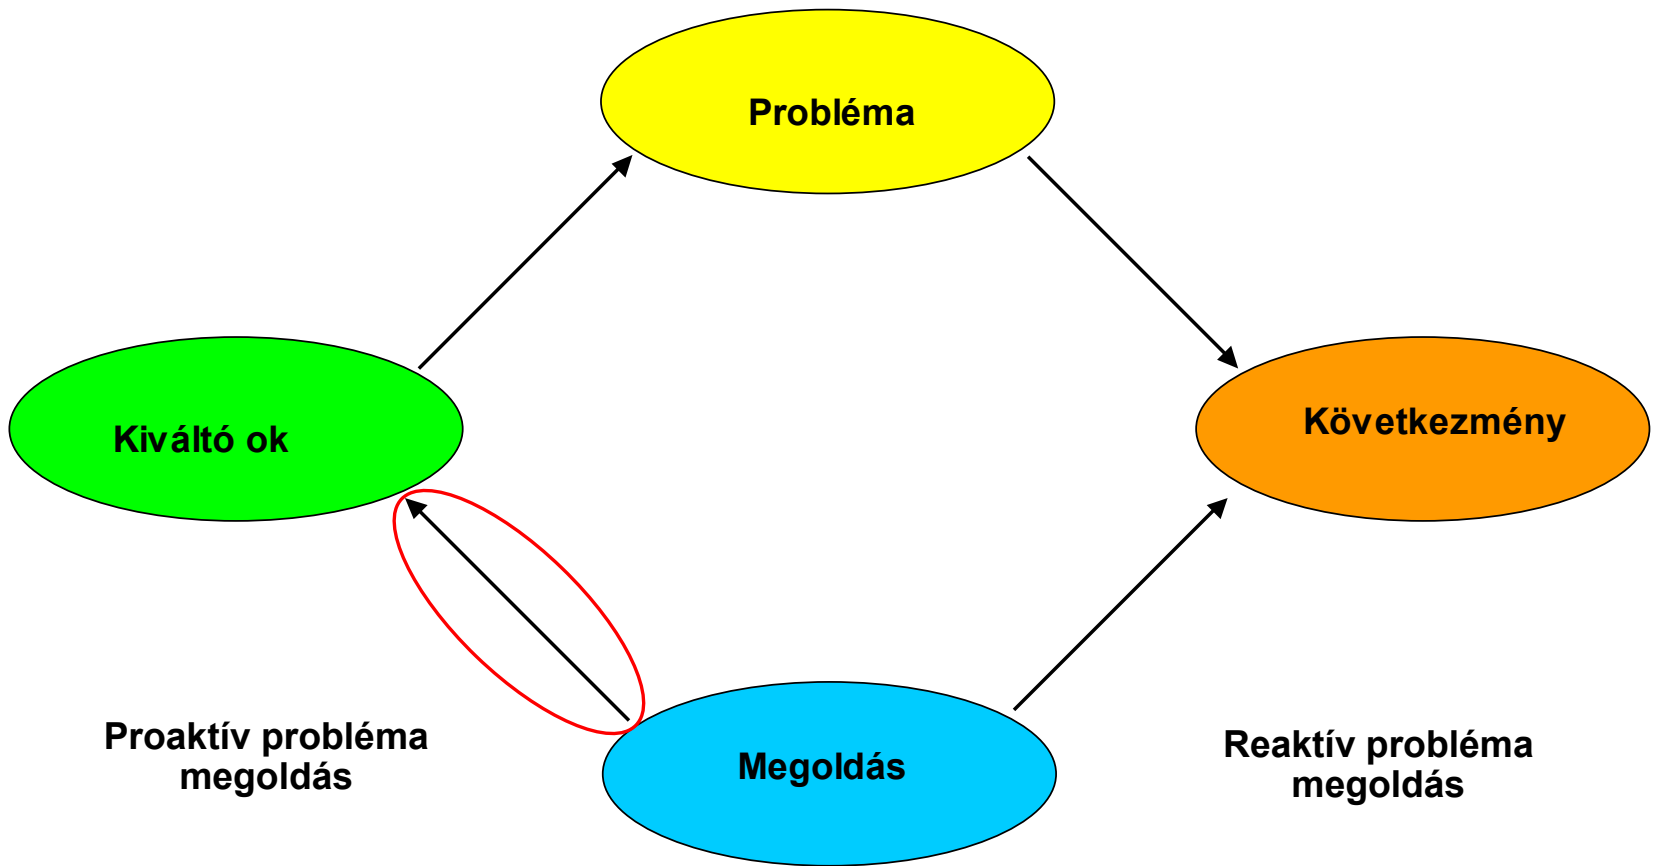 Probléma
Kiváltó ok
Következmény
Proaktív probléma
megoldás
Megoldás
Reaktív probléma
megoldás